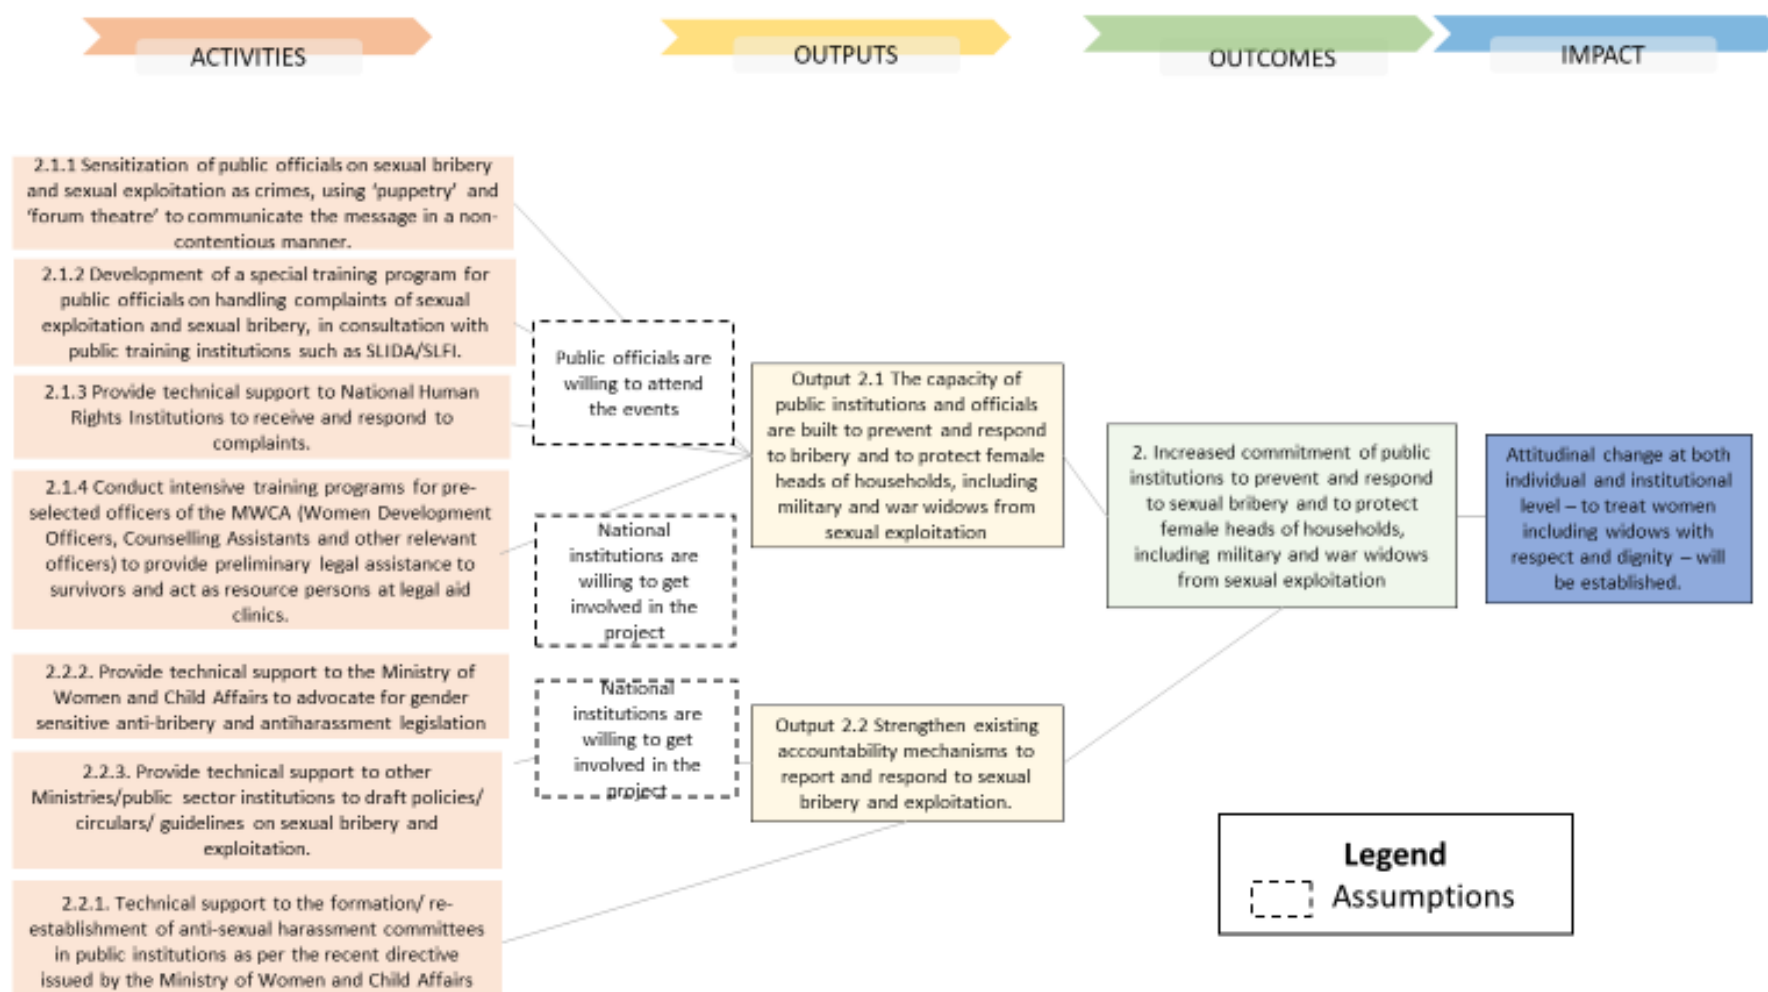 ACTIVITIES
OUTPUTS
OUTCOMES
IMPACT
2.1.1 Sensitization of public officials on sexual bribery
and sexual exploitation as crimes, using ‘puppetry’ and
‘forum theatre’ to communicate the message in a non-
contentious manner.
2.1.2 Development of a special training program for
public officials on handling complaints of sexual
exploitation and sexual bribery, in consultation with
public training institutions such as SLIDA/SLFI.
2.1.3 Provide technical support to National Human
Rights Institutions to receive and respond to
complaints.
2.1.4 Conduct intensive training programs for pre-
selected officers of the MWCA (Women Development
Officers, Counselling Assistants and other relevant
officers) to provide preliminary legal assistance to
survivors and act as resource persons at legal aid
clinics.
2.2.2. Provide technical support to the Ministry of
Women and Child Affairs to advocate for gender
sensitive anti-bribery and antiharassment legislation
2.2.3. Provide technical support to other
Ministries/public sector institutions to draft policies/
circulars/ guidelines on sexual bribery and
exploitation.
2.2.1. Technical support to the formation/ re-
establishment of anti-sexual harassment committees
in public institutions as per the recent directive
issued by the Ministry of Women and Child Affairs
Public officials are
willing to attend
the events
National
institutions are
willing to get
involved in the
project
National
institutions are
willing to get
involved in the
project
Output 2.1 The capacity of
public institutions and officials
are built to prevent and respond
to bribery and to protect female
heads of households, including
military and war widows from
sexual exploitation
Output 2.2 Strengthen existing
accountability mechanisms to
report and respond to sexual
bribery and exploitation.
2. Increased commitment of public
institutions to prevent and respond
to sexual bribery and to protect
female heads of households,
including military and war widows
from sexual exploitation
Attitudinal change at both
individual and institutional
level – to treat women
including widows with
respect and dignity – will
be established.
Legend
Assumptions